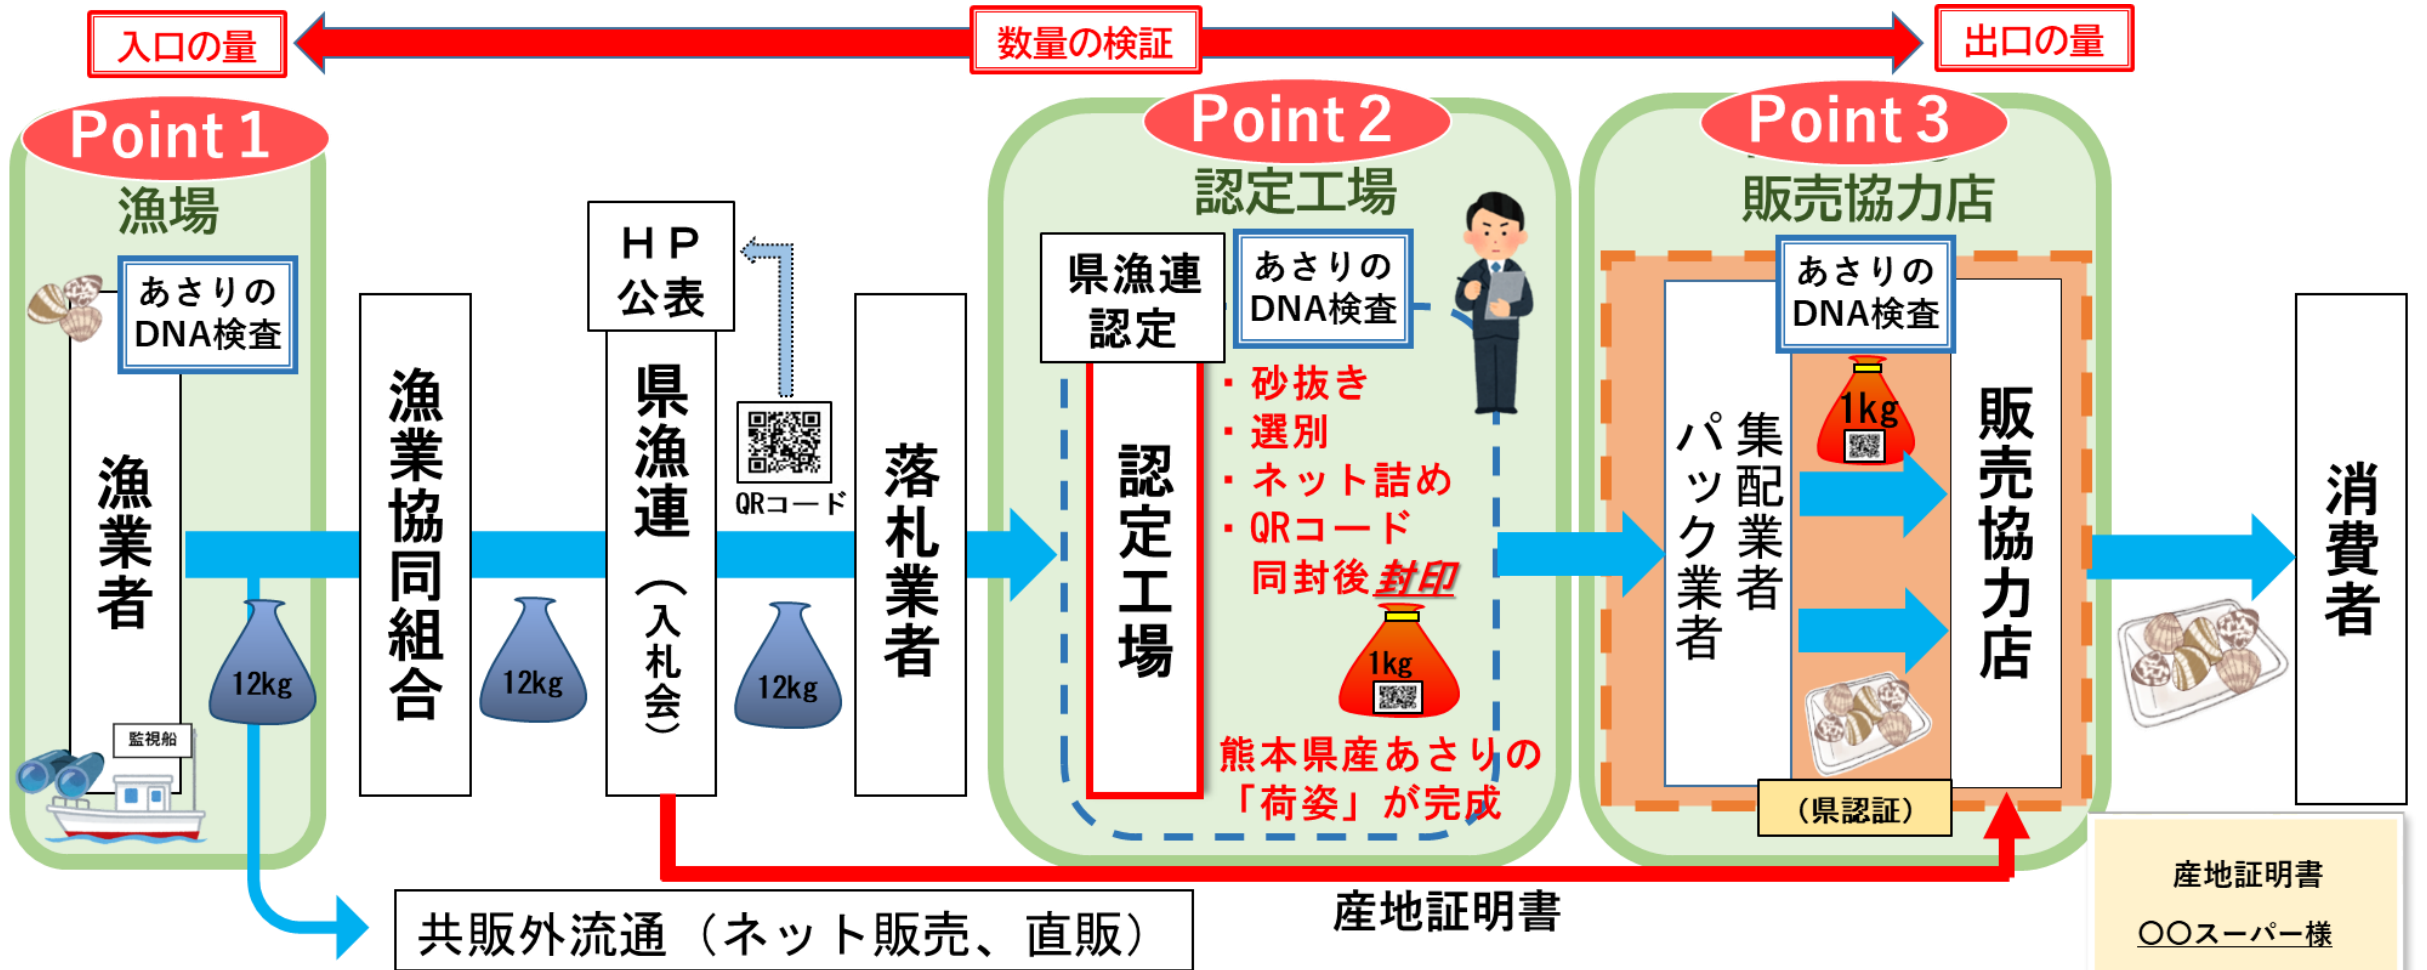 入口の量
数量の検証
出口の量
Point 1
漁場
あさりの
DNA検査
漁業者
監視船
12kg
漁業協同組合
12kg
HP
公表
県漁連（入札会）
QRコード
12kg
落札業者
Point 2
認定工場
県漁連
認定
あさりの
DNA検査
認定工場
・砂抜き
・選別
・ネット詰め
・QRコード
同封後封印
1kg
熊本県産あさりの
「荷姿」が完成
Point 3
販売協力店
あさりの
DNA検査
集配業者
パック業者
1kg
販売協力店
（県認証）
消費者
共販外流通（ネット販売、直販）
産地証明書
産地証明書
〇〇スーパー様